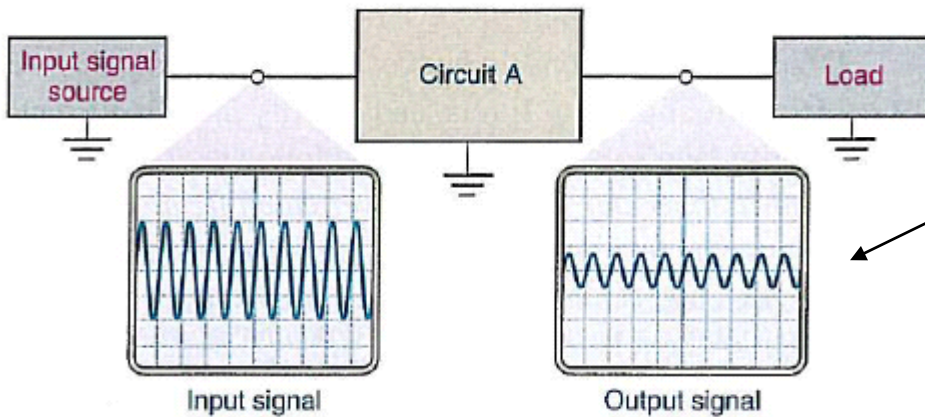 Input signal
source
Circuit A
Load
Input signal
Output signal